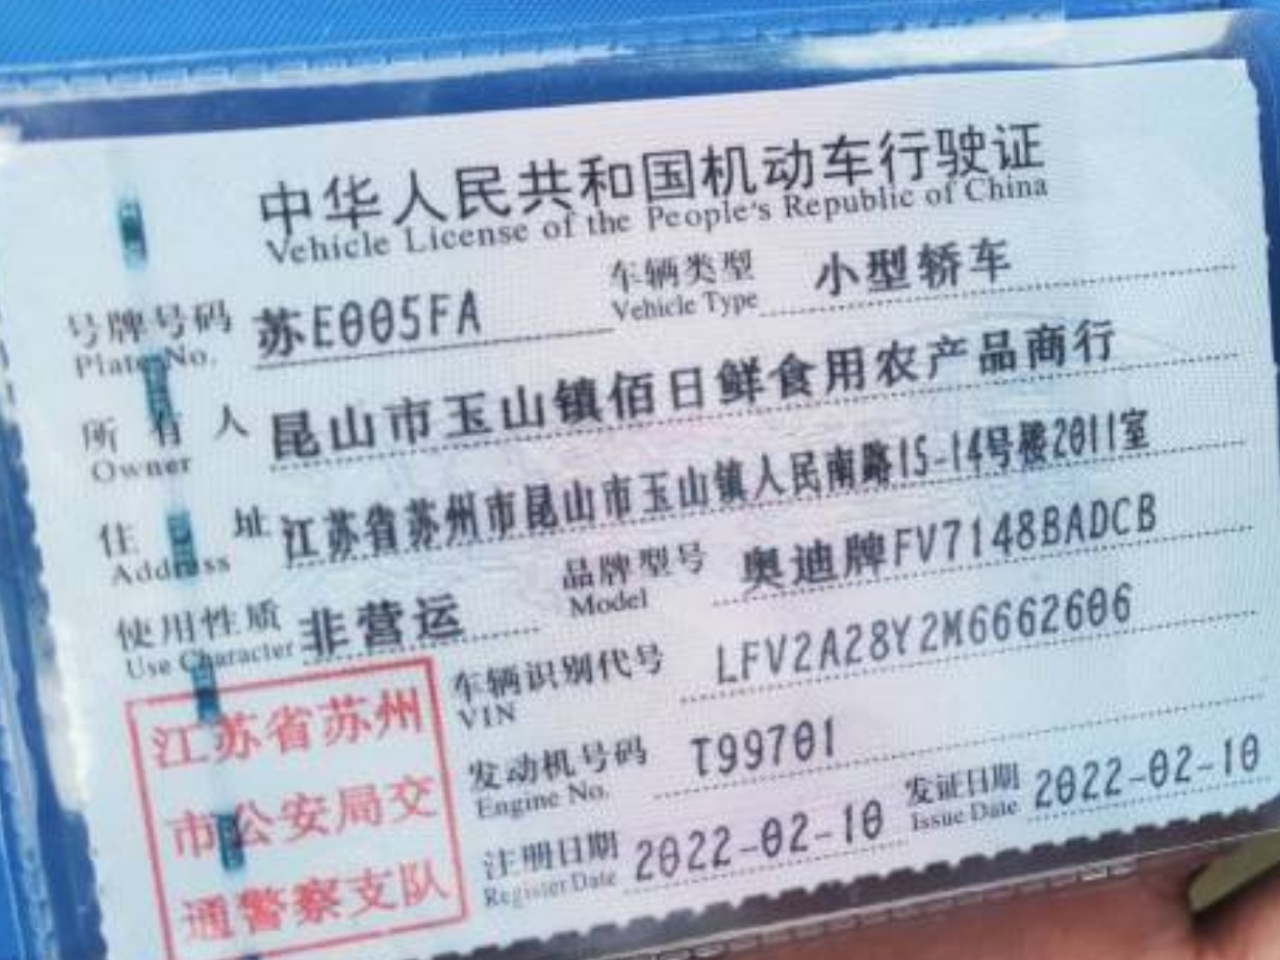 中华人民共和国机动车行驶证
Vehicle License of the People's Republic of China
号牌号码 苏E005FA 车辆类型 小型轿车
Plate No. Vehicle Type
所有人 昆山市玉山镇佰日鲜食用农产品商行
Owner
住址 江苏省苏州市昆山市玉山镇人民南路15-14号楼2011室
Address
使用性质 非营运 品牌型号 奥迪牌FV7148BADCB
Use Character Model
车辆识别代号 LFV2A28Y2M6662606
VIN
发动机号码 T99701
Engine No.
注册日期 2022-02-10 发证日期 2022-02-10
Register Date Issue Date
江苏省苏州
市公安局交
通警察支队